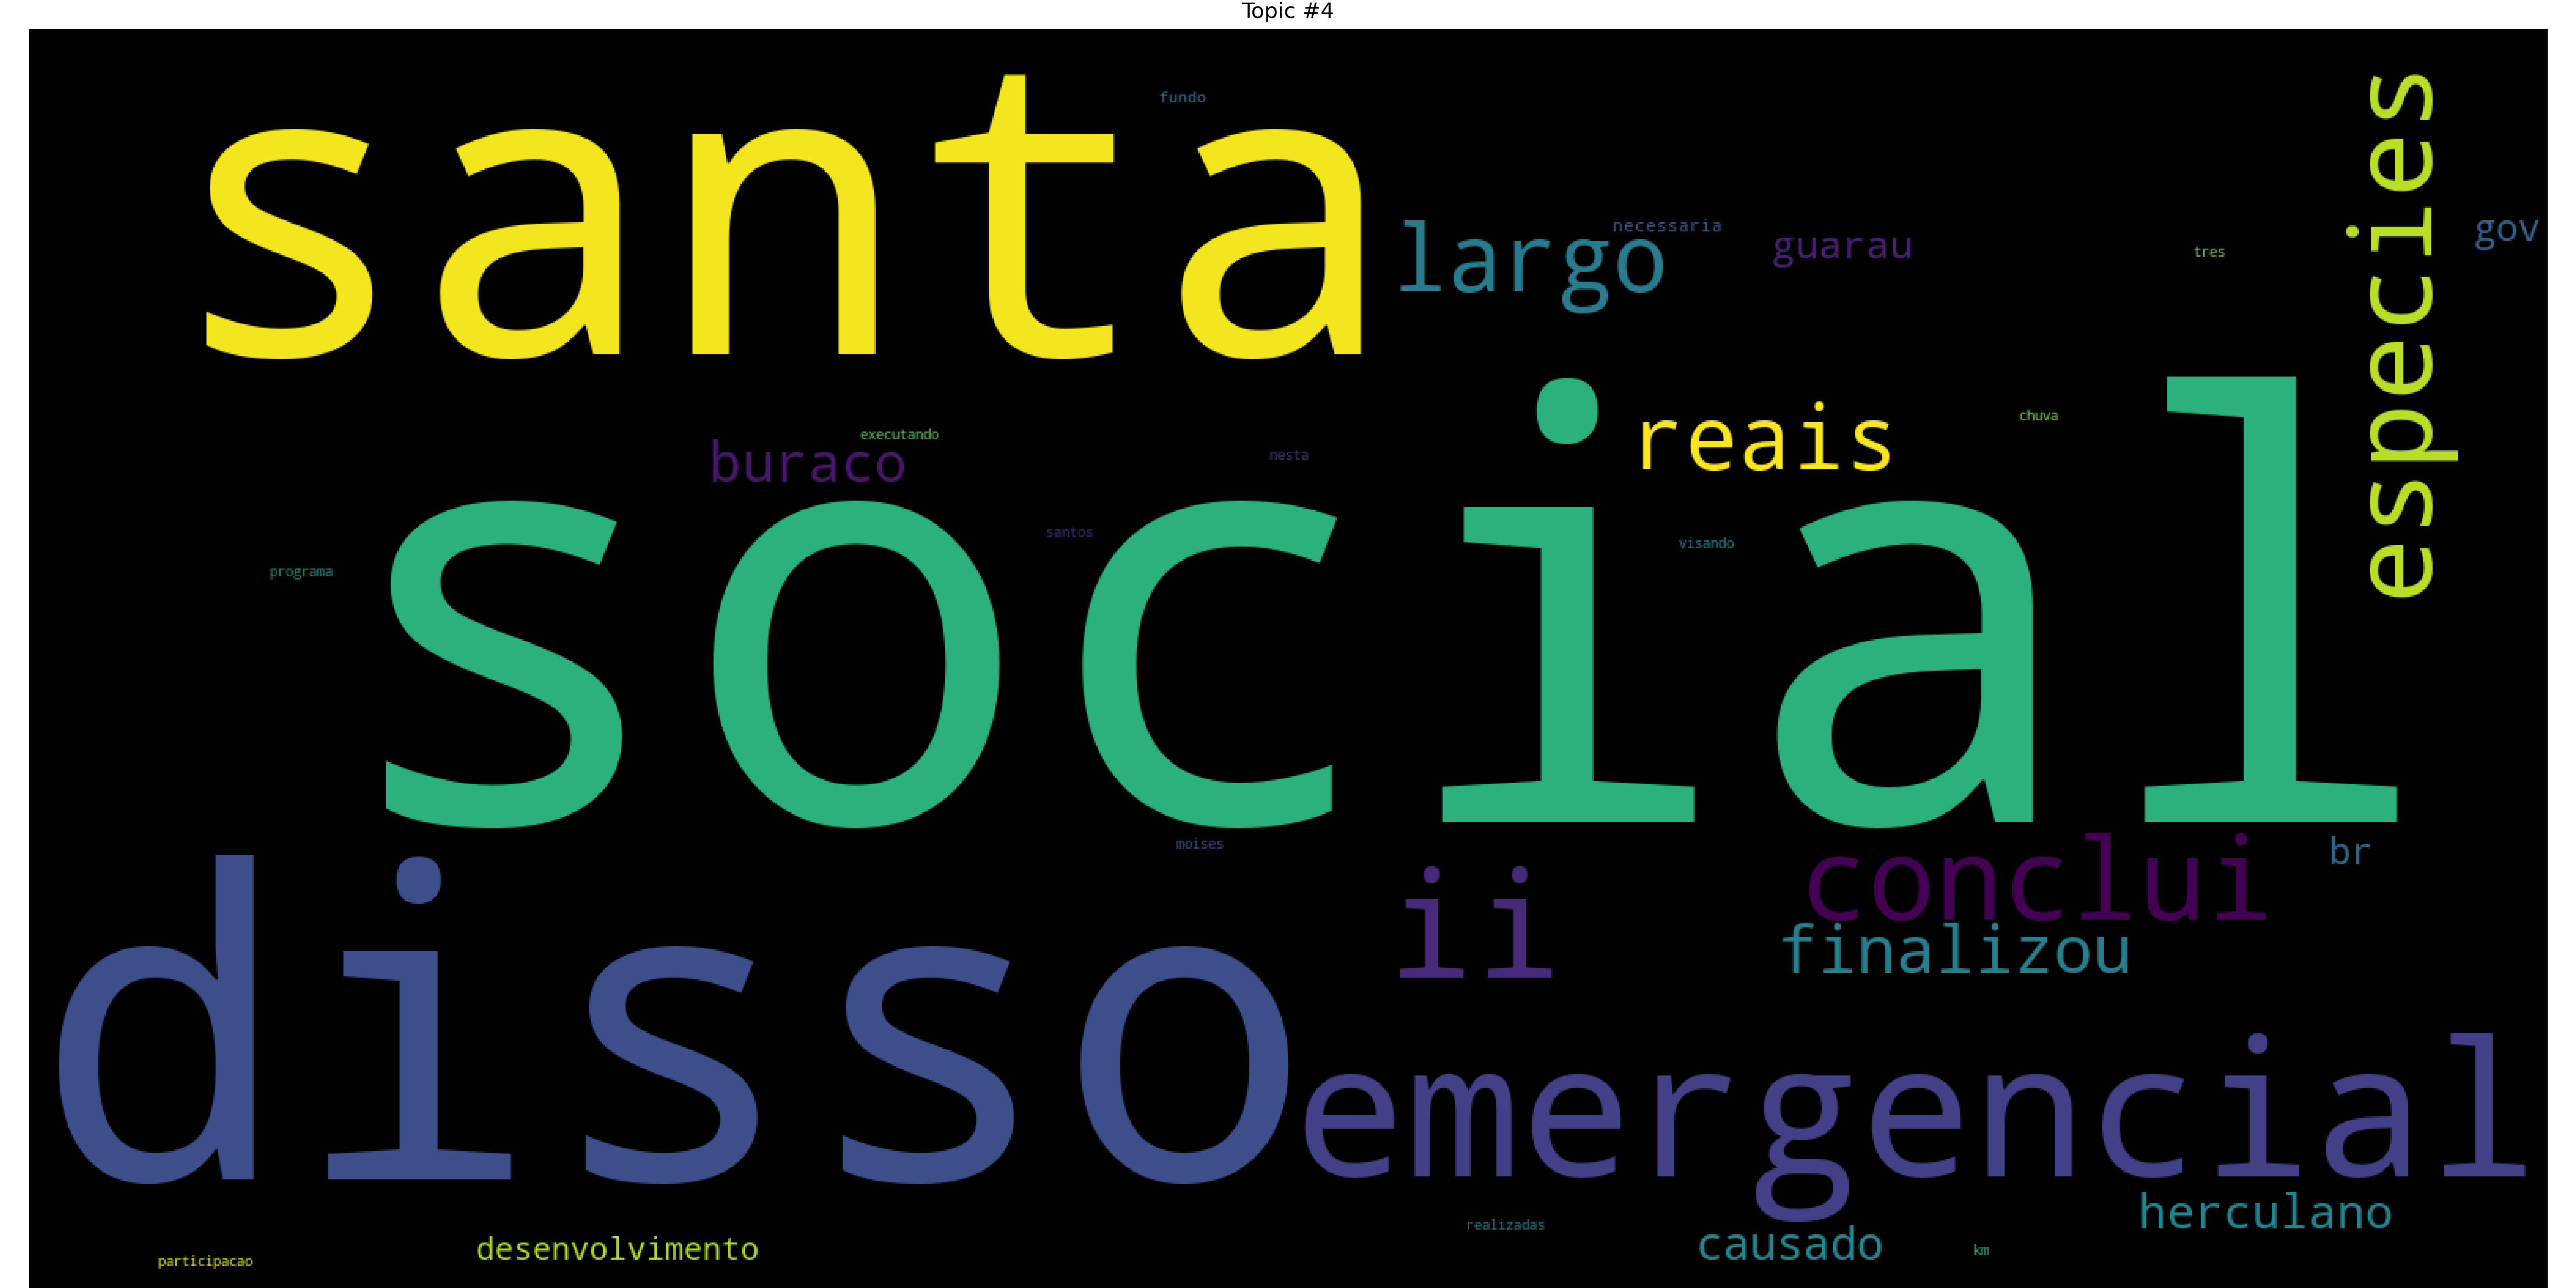 Topic #4
fundo
santa
largo
necessaria
guarau
tres
especies
gov
buraco
executando
nesta
reais
chuva
santos
visando
programa
social
moises
disso
ii
conclui
br
finalizou
emergencial
herculano
causado
km
realizadas
desenvolvimento
participacao